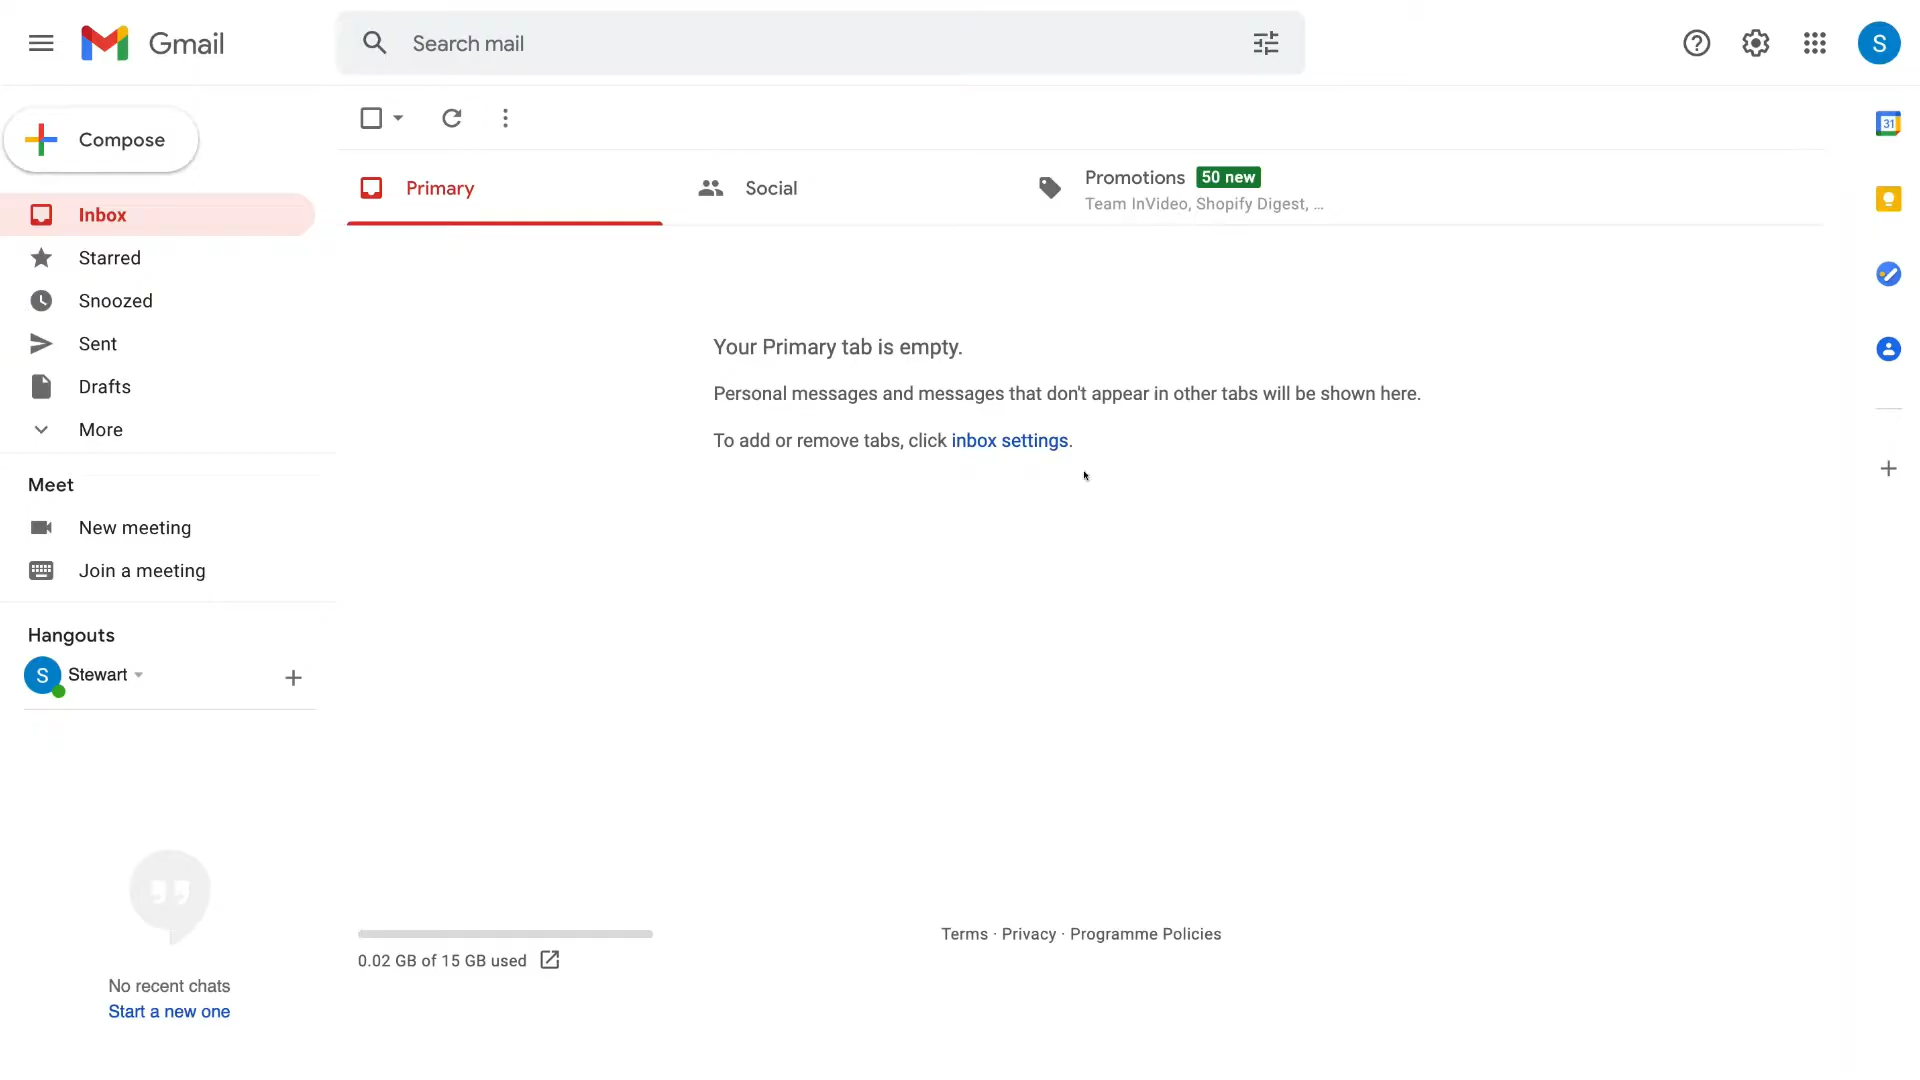 Gmail
Search mail
S
Compose
31
Primary
Social
Promotions 50 new
Team InVideo, Shopify Digest, ...
Inbox
Starred
Snoozed
Sent
Drafts
More
Your Primary tab is empty.
Personal messages and messages that don't appear in other tabs will be shown here.
To add or remove tabs, click inbox settings.
Meet
New meeting
Join a meeting
Hangouts
S Stewart
No recent chats
Start a new one
0.02 GB of 15 GB used
Terms · Privacy · Programme Policies